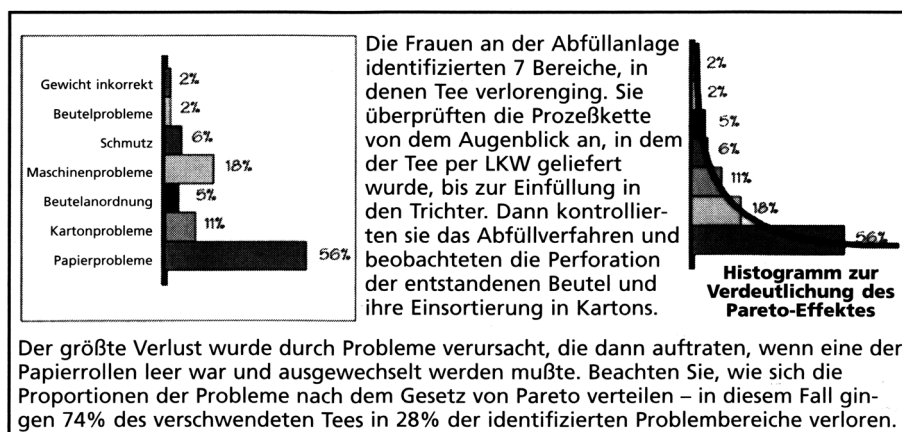 Gewicht inkorrekt 2%
Beutelprobleme 2%
Schmutz 6%
Maschinenprobleme 18%
Beutelanordnung 5%
Kartonprobleme 11%
Papierprobleme 56%
Die Frauen an der Abfüllanlage
identifizierten 7 Bereiche, in
denen Tee verlorenging. Sie
überprüften die Prozeßkette
von dem Augenblick an, in dem
der Tee per LKW geliefert
wurde, bis zur Einfüllung in
den Trichter. Dann kontrollier-
ten sie das Abfüllverfahren und
beobachteten die Perforation
der entstandenen Beutel und
ihre Einsortierung in Kartons.
2%
2%
5%
6%
11%
18%
56%
Histogramm zur
Verdeutlichung des
Pareto-Effektes
Der größte Verlust wurde durch Probleme verursacht, die dann auftraten, wenn eine der
Papierrollen leer war und ausgewechselt werden mußte. Beachten Sie, wie sich die
Proportionen der Probleme nach dem Gesetz von Pareto verteilen – in diesem Fall gin-
gen 74% des verschwendeten Tees in 28% der identifizierten Problembereiche verloren.